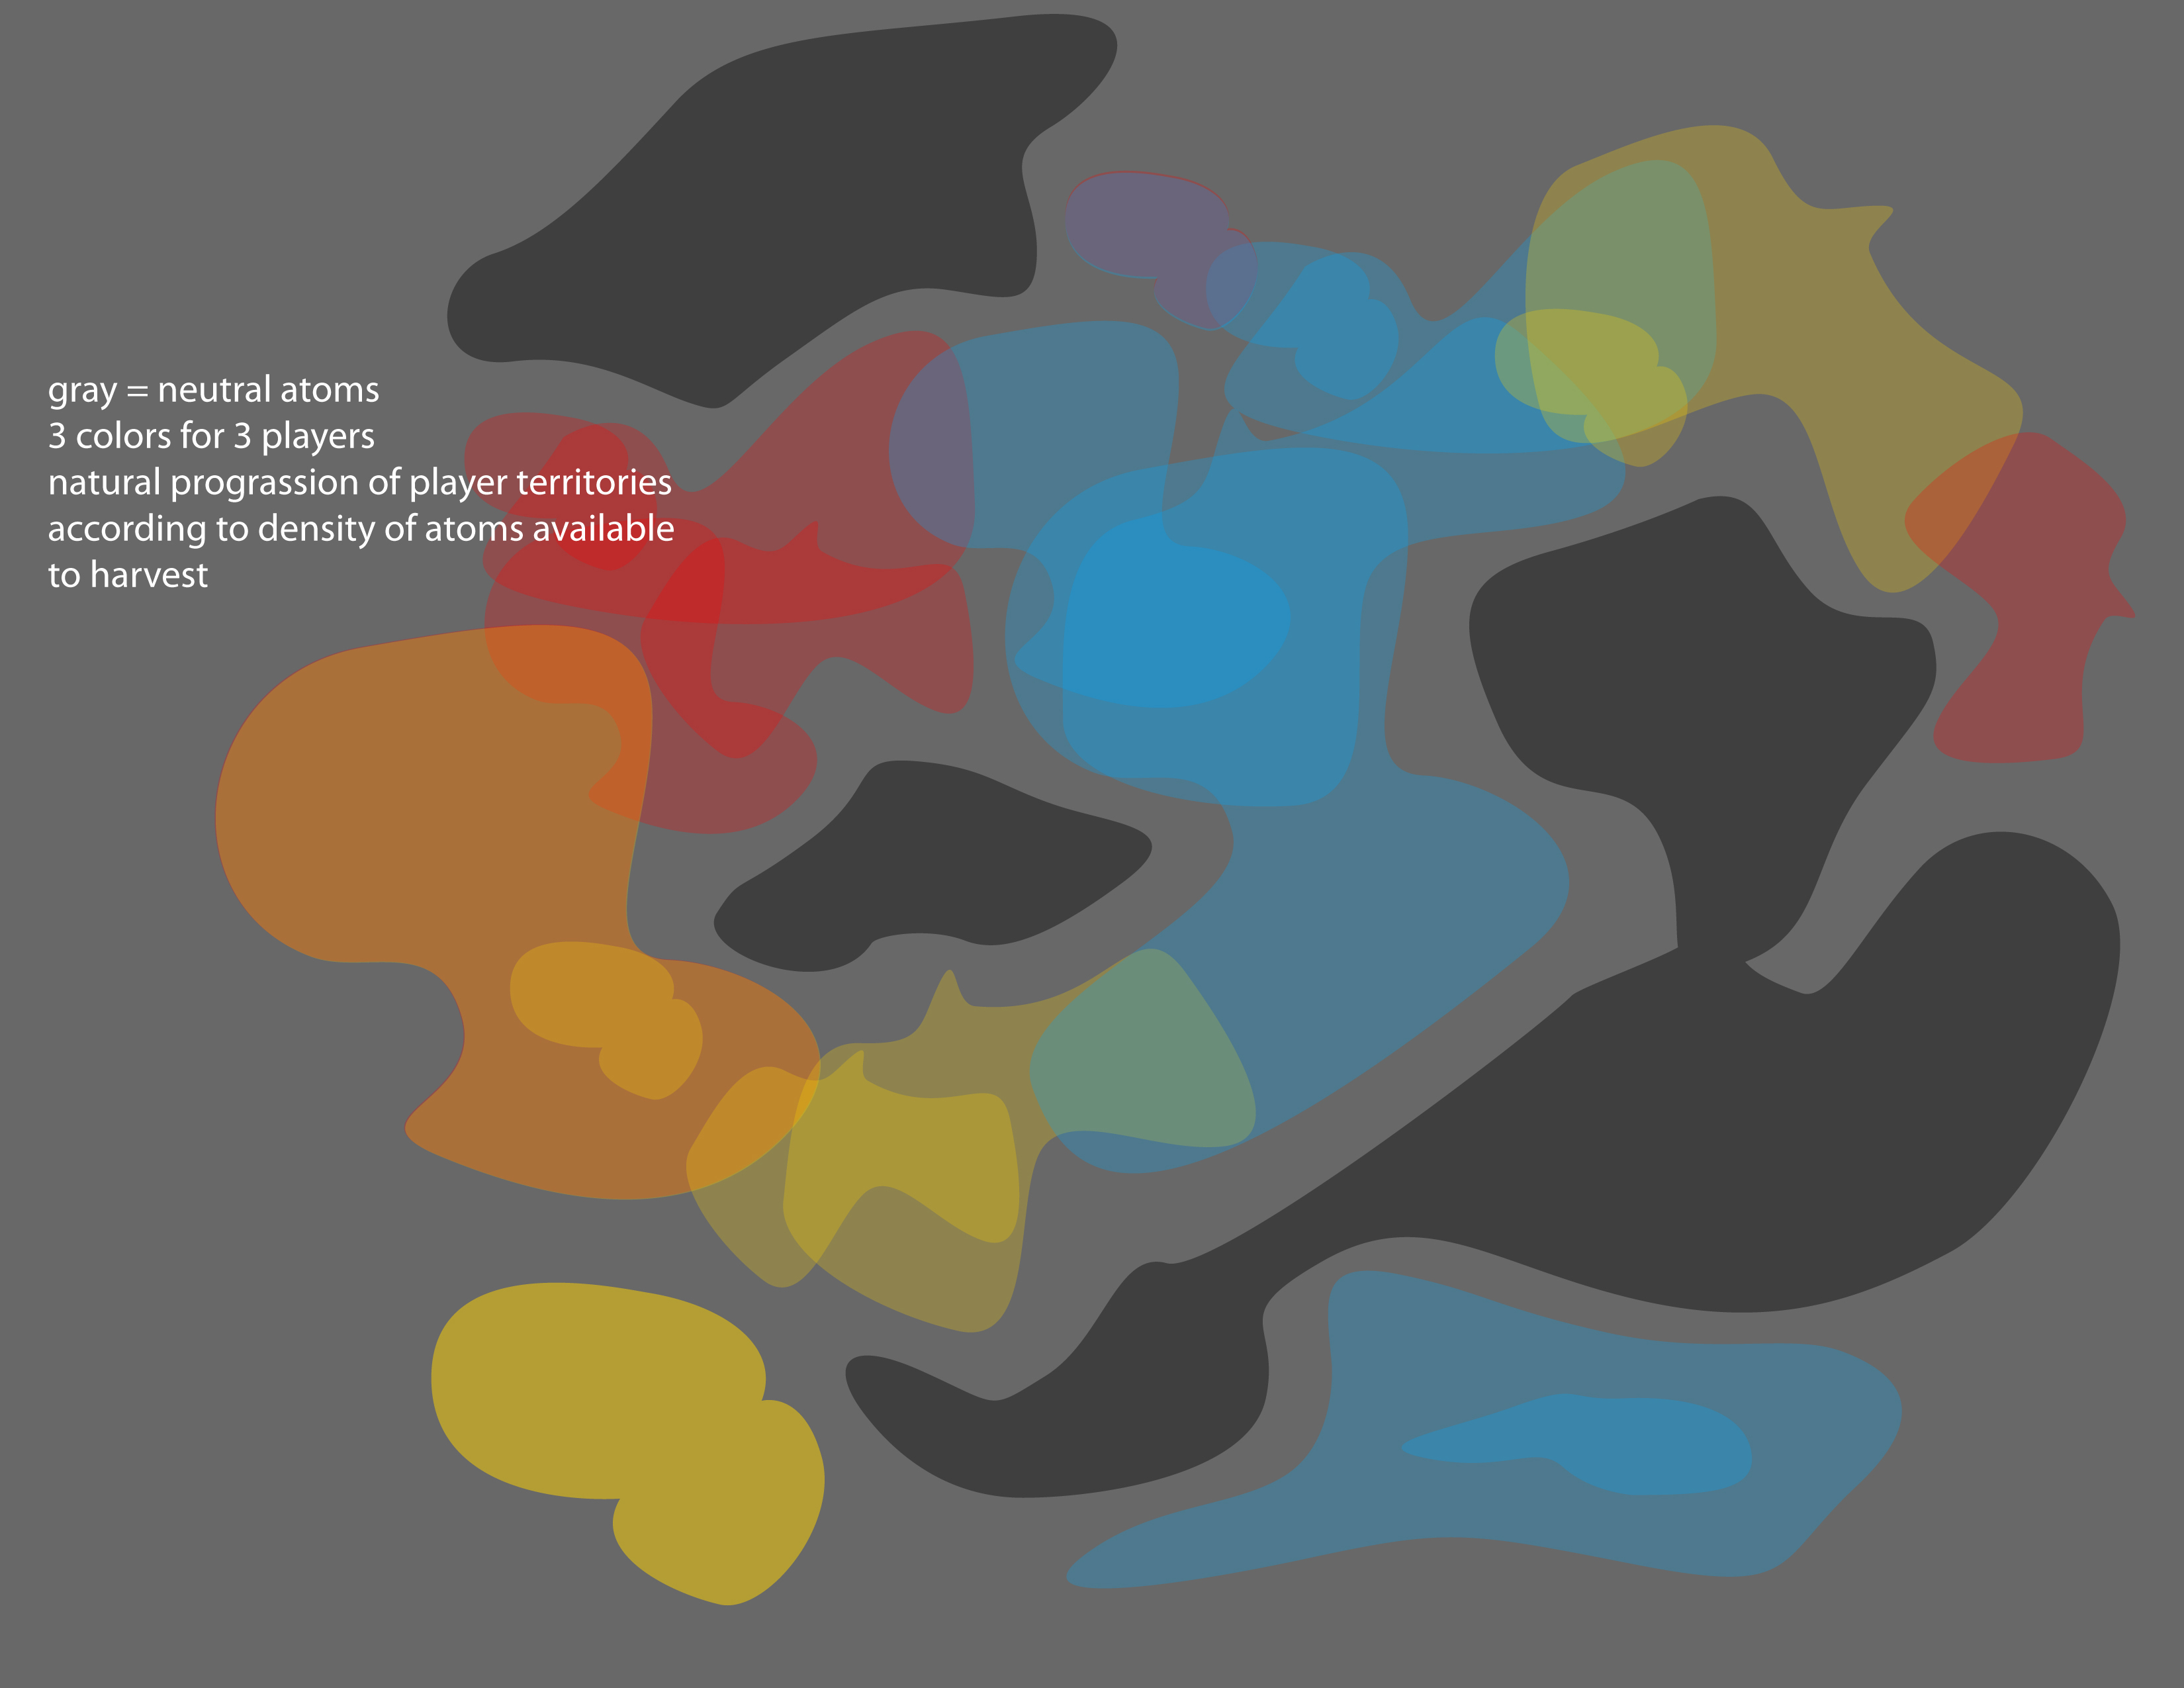 gray = neutral atoms
3 colors for 3 players
natural prograssion of player territories
according to density of atoms available
to harvest